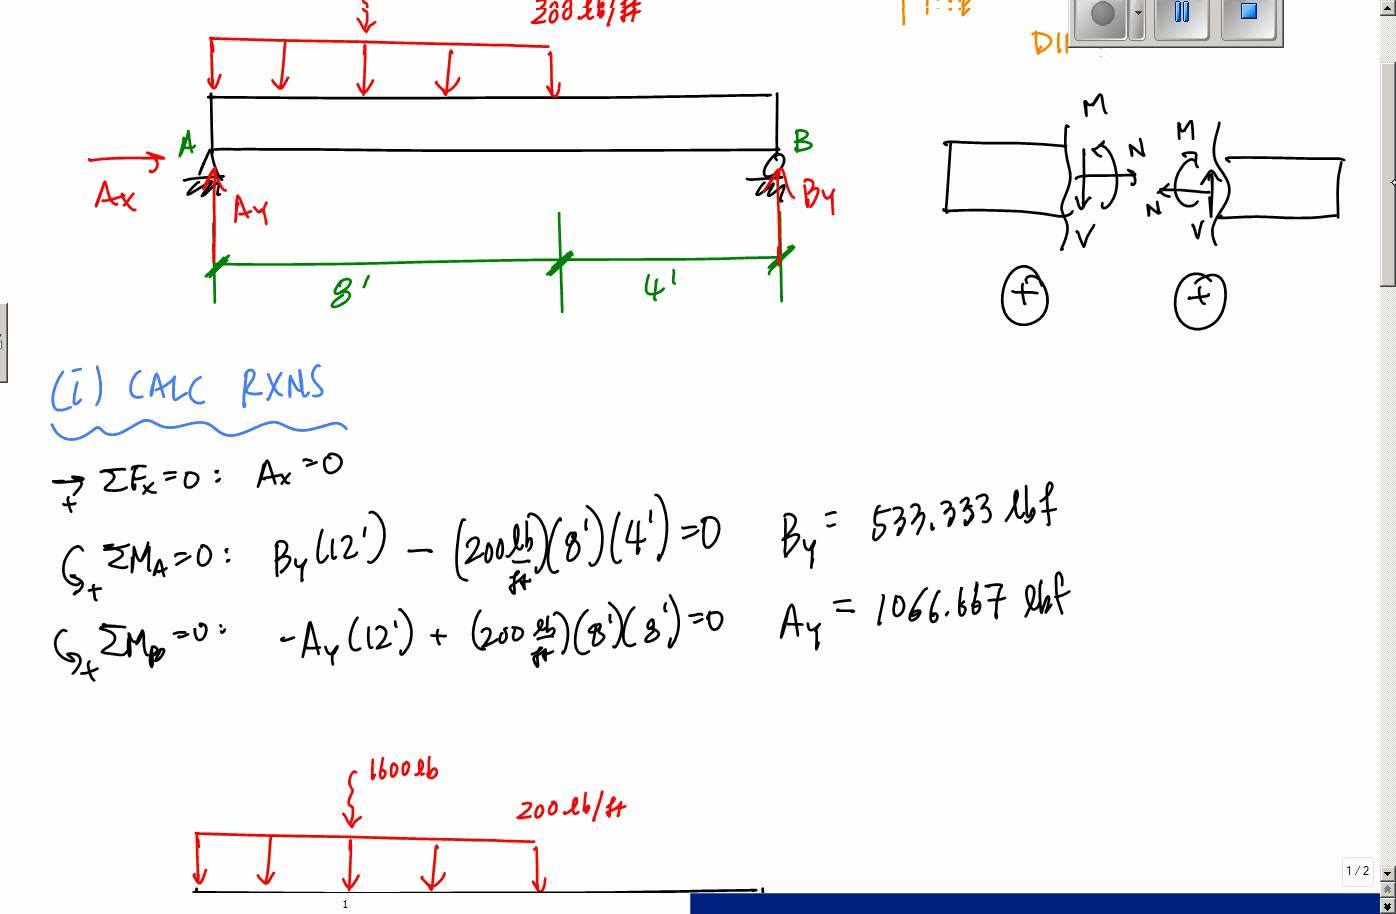 200 lb/ft
A
B
Ax
Ay
By
8'
4'
M
N
V
M
N
V
+
+
(i) CALC RXNS
→+ ΣFx=0: Ax=0
↺+ ΣMA=0: By(12') - (200 lb/ft)(8')(4')=0 By= 533.333 lbf
↺+ ΣMB=0: -Ay(12') + (200 lb/ft)(8')(8')=0 Ay= 1066.667 lbf
1600 lb
200 lb/ft
1/2
1